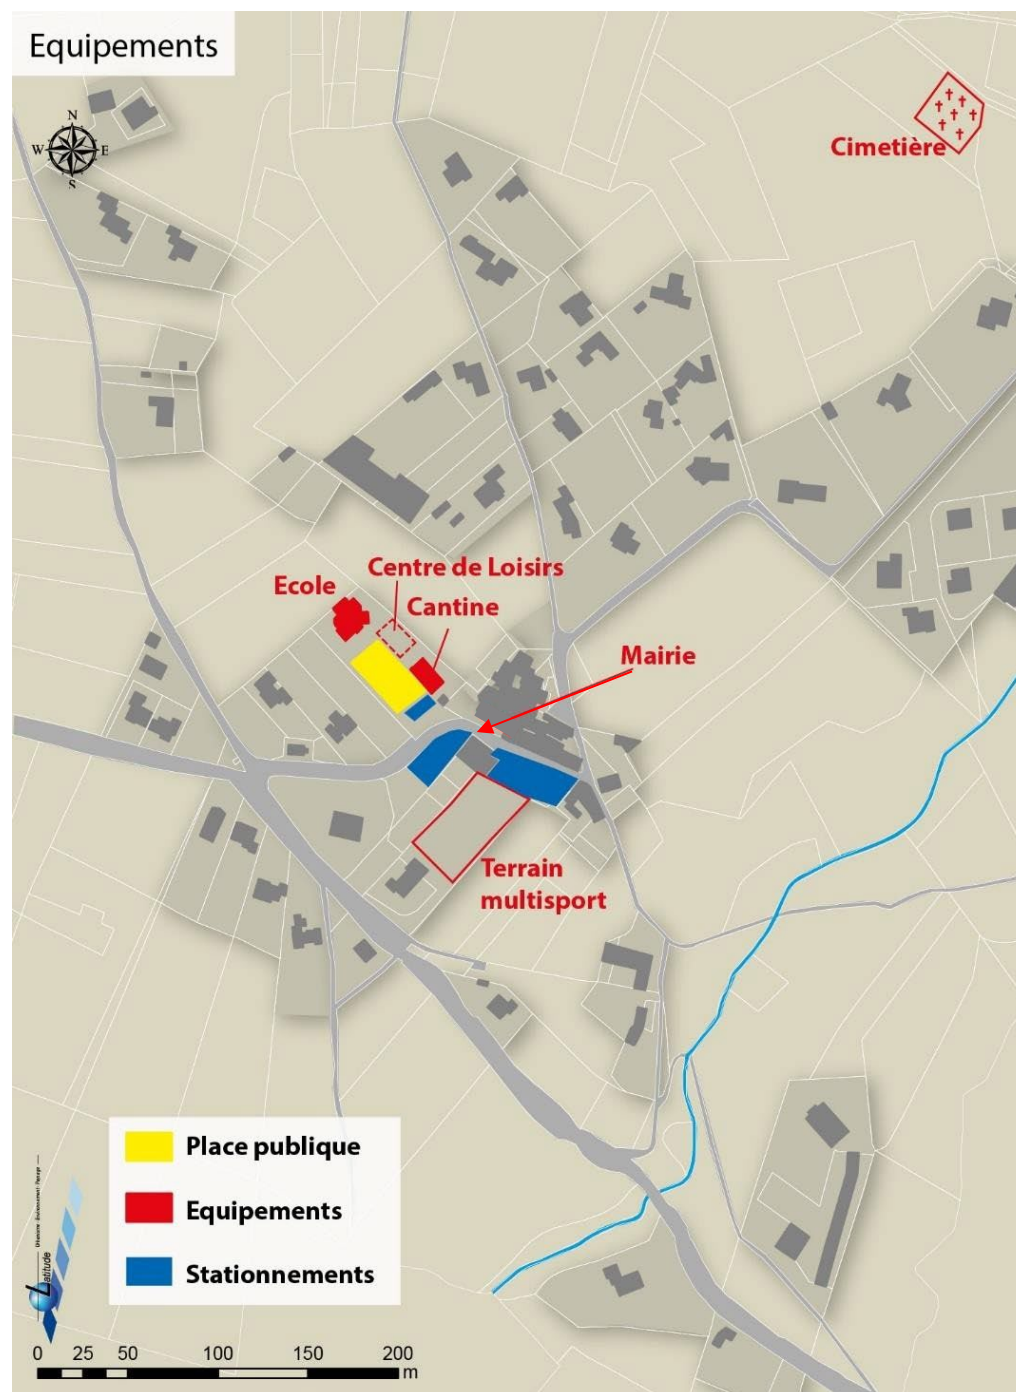 Equipements
N
W
E
S
Cimetière
Centre de Loisirs
Ecole
Cantine
Mairie
Terrain
multisport
Place publique
Equipements
Stationnements
Latitude
0 25 50 100 150 200
m